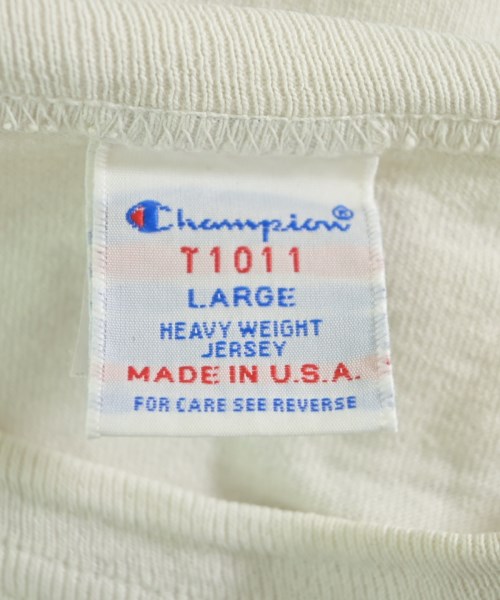 Champion®
T1011
LARGE
HEAVY WEIGHT
JERSEY
MADE IN U.S.A.
FOR CARE SEE REVERSE